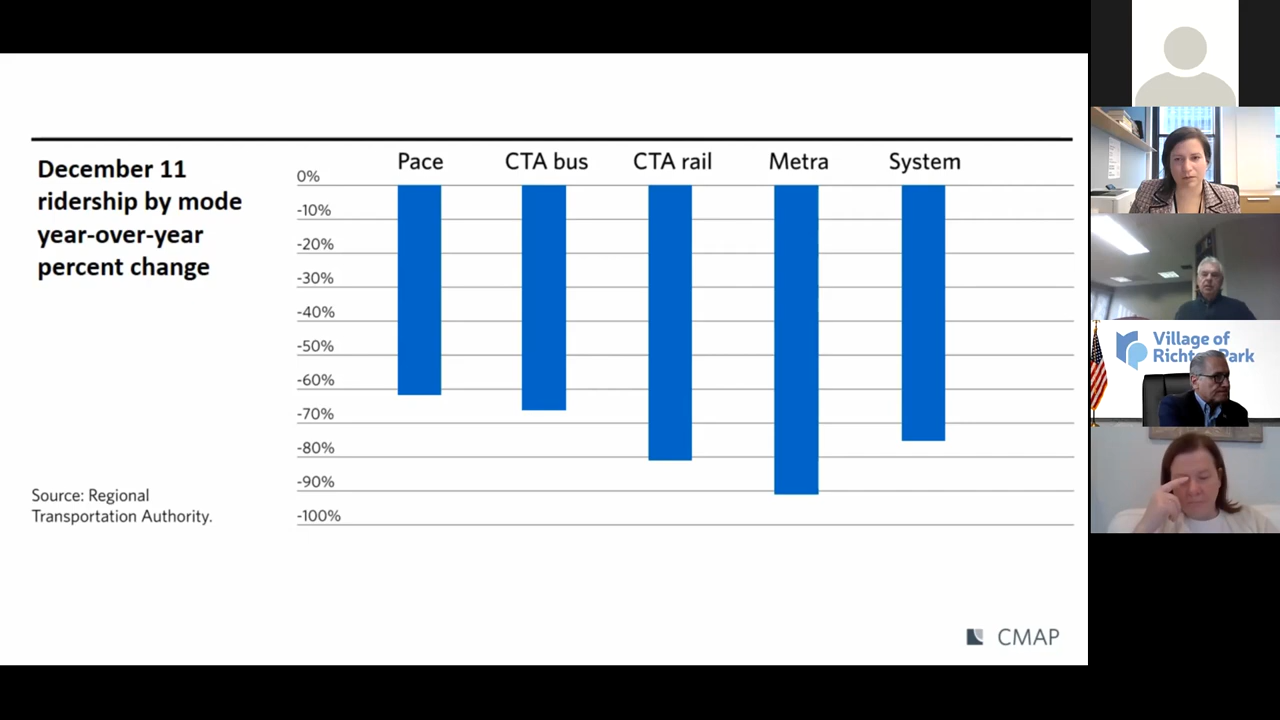 December 11
ridership by mode
year-over-year
percent change
Source: Regional
Transportation Authority.
Pace CTA bus CTA rail Metra System
0%
-10%
-20%
-30%
-40%
-50%
-60%
-70%
-80%
-90%
-100%
CMAP
Village of
Richton Park